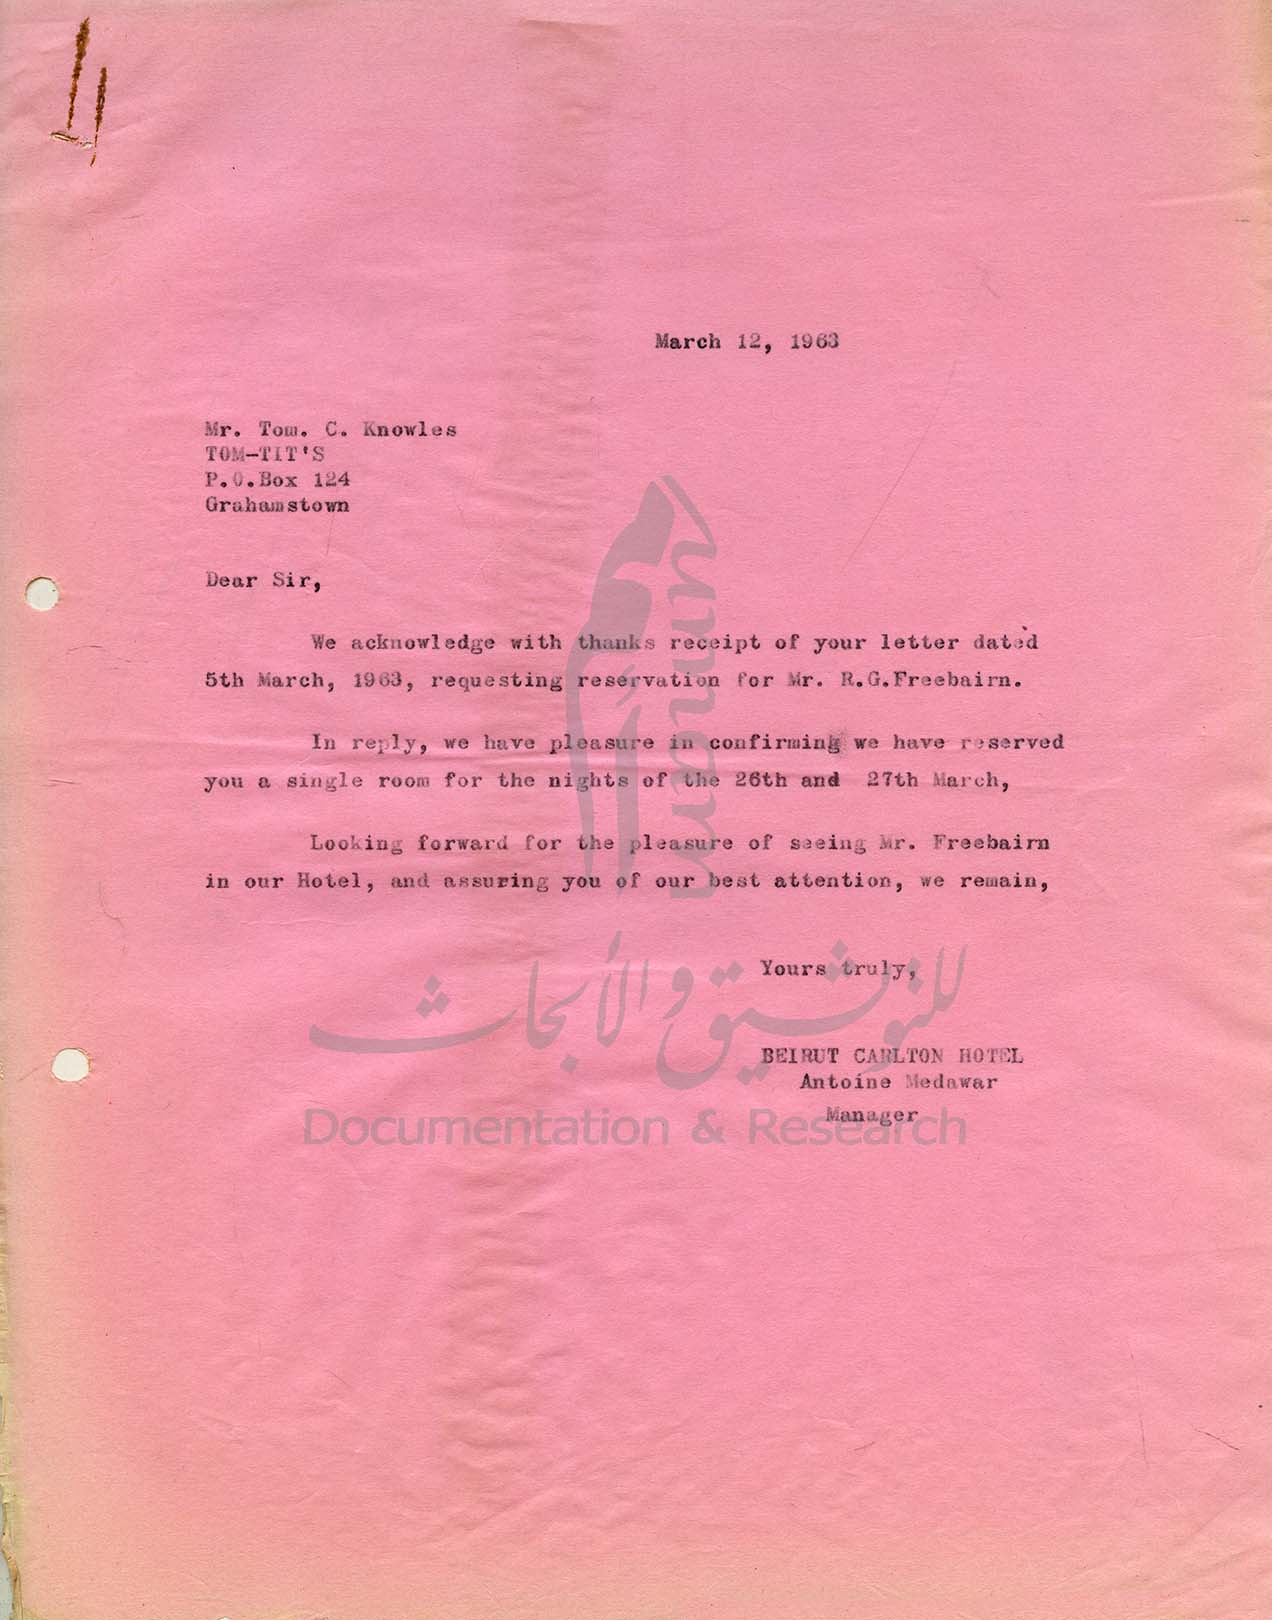 March 12, 1963
Mr. Tom. C. Knowles
TOM-TIT'S
P.O.Box 124
Grahamstown
Dear Sir,
We acknowledge with thanks receipt of your letter dated
5th March, 1963, requesting reservation for Mr. R.G.Freebairn.
In reply, we have pleasure in confirming we have reserved
you a single room for the nights of the 26th and 27th March,
Looking forward for the pleasure of seeing Mr. Freebairn
in our Hotel, and assuring you of our best attention, we remain,
Yours truly,
BEIRUT CARLTON HOTEL
Antoine Medawar
Manager
umam
للتوثيق والأبحاث
Documentation & Research